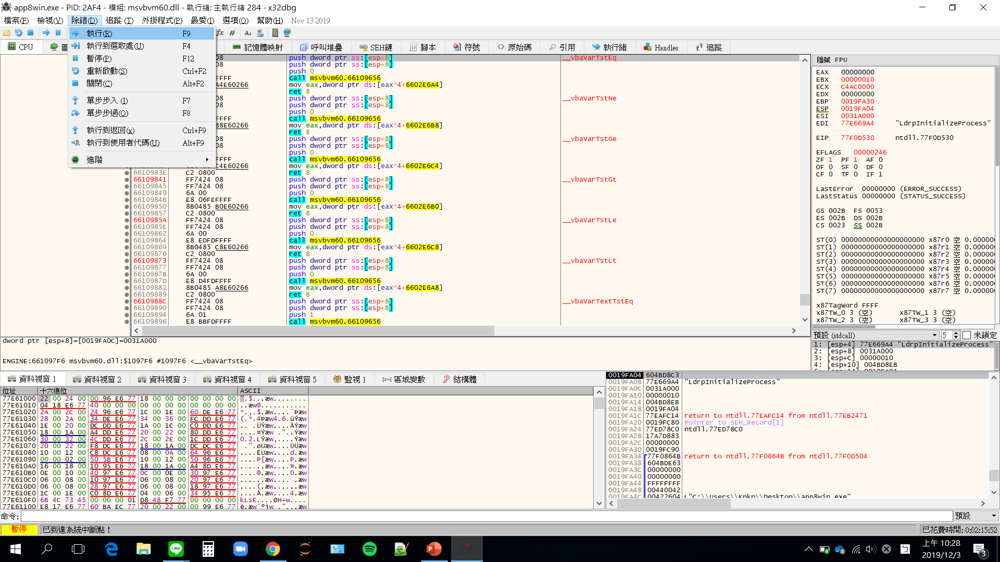 app8win.exe - PID: 2AF4 - 模組: msvbvm60.dll - 執行緒: 主執行緒 284 - x32dbg
檔案(F) 檢視(V) 除錯(D) 追蹤 (T) 外掛程式(P) 最愛(I) 選項(O) 幫助(H) Nov 13 2019
執行(R) F9
執行到選取處(U) F4
暫停(P) F12
重新啟動(S) Ctrl+F2
關閉(C) Alt+F2
單步步入 (I) F7
單步步過(O) F8
執行到返回(x) Ctrl+F9
執行到使用者代碼(U) Alt+F9
進階
CPU 記憶體映射 呼叫堆疊 SEH鏈 腳本 符號 原始碼 引用 執行緒 Handles 追蹤
08 push dword ptr ss:[esp+8] __vbaVarTstEq
08 push dword ptr ss:[esp+8]
push 0
FFFF call msvbvm60.66109656
A4E60266 mov eax,dword ptr ds:[eax*4+6602E6A4]
ret 8
08 push dword ptr ss:[esp+8] __vbaVarTstNe
08 push dword ptr ss:[esp+8]
push 0
FFFF call msvbvm60.66109656
B8E60266 mov eax,dword ptr ds:[eax*4+6602E6B8]
ret 8
08 push dword ptr ss:[esp+8] __vbaVarTstGe
08 push dword ptr ss:[esp+8]
push 0
FFFF call msvbvm60.66109656
C4E60266 mov eax,dword ptr ds:[eax*4+6602E6C4]
6610983E C2 0800 ret 8
66109841 FF7424 08 push dword ptr ss:[esp+8] __vbaVarTstGt
66109845 FF7424 08 push dword ptr ss:[esp+8]
66109849 6A 00 push 0
6610984B E8 06FEFFFF call msvbvm60.66109656
66109850 8B0485 B0E60266 mov eax,dword ptr ds:[eax*4+6602E6B0]
66109857 C2 0800 ret 8
6610985A FF7424 08 push dword ptr ss:[esp+8] __vbaVarTstLe
6610985E FF7424 08 push dword ptr ss:[esp+8]
66109862 6A 00 push 0
66109864 E8 EDFDFFFF call msvbvm60.66109656
66109869 8B0485 C8E60266 mov eax,dword ptr ds:[eax*4+6602E6C8]
66109870 C2 0800 ret 8
66109873 FF7424 08 push dword ptr ss:[esp+8] __vbaVarTstLt
66109877 FF7424 08 push dword ptr ss:[esp+8]
6610987B 6A 00 push 0
6610987D E8 D4FDFFFF call msvbvm60.66109656
66109882 8B0485 A8E60266 mov eax,dword ptr ds:[eax*4+6602E6A8]
66109889 C2 0800 ret 8
6610988C FF7424 08 push dword ptr ss:[esp+8] __vbaVarTextTstEq
66109890 FF7424 08 push dword ptr ss:[esp+8]
66109894 6A 01 push 1
66109896 E8 BBFDFFFF call msvbvm60.66109656
隱藏 FPU
EAX 00000000
EBX 00000010
ECX C4AC0000
EDX 00000000
EBP 0019FA30
ESP 0019FA04
ESI 0031A000
EDI 77E669A4 "LdrpInitializeProcess"
EIP 77F0D530 ntdll.77F0D530
EFLAGS 00000246
ZF 1 PF 1 AF 0
OF 0 SF 0 DF 0
CF 0 TF 0 IF 1
LastError 00000000 (ERROR_SUCCESS)
LastStatus 00000000 (STATUS_SUCCESS)
GS 002B FS 0053
ES 002B DS 002B
CS 0023 SS 002B
ST(0) 00000000000000000000 x87r0 空 0.000000
ST(1) 00000000000000000000 x87r1 空 0.000000
ST(2) 00000000000000000000 x87r2 空 0.000000
ST(3) 00000000000000000000 x87r3 空 0.000000
ST(4) 00000000000000000000 x87r4 空 0.000000
ST(5) 00000000000000000000 x87r5 空 0.000000
ST(6) 00000000000000000000 x87r6 空 0.000000
ST(7) 00000000000000000000 x87r7 空 0.000000
x87TagWord FFFF
x87TW_0 3 (空) x87TW_1 3 (空)
x87TW_2 3 (空) x87TW_3 3 (空)
預設 (stdcall) 5 未鎖定
1: [esp+4] 77E669A4 "LdrpInitializeProcess"
2: [esp+8] 0031A000
3: [esp+C] 00000010
4: [esp+10] 004BD8EB
dword ptr [esp+8]=[0019FA0C]=0031A000
ENGINE:661097F6 msvbvm60.dll:$1097F6 #1097F6 <__vbaVarTstEq>
資料視窗 1 資料視窗 2 資料視窗 3 資料視窗 4 資料視窗 5 監視 1 [x=] 區域變數 結構體
位址 十六進位 ASCII
77E61000 22 00 24 00 00 96 E6 77 18 00 00 00 00 00 00 00 ".$...æw........
77E61010 04 18 E6 77 40 00 00 00 00 00 00 00 00 00 00 00 ..æw@...........
77E61020 2A 00 2C 00 24 96 E6 77 1C 00 1E 00 60 DE E6 77 *.,.$.æw....`Þæw
77E61030 28 00 2A 00 34 DE E6 77 34 00 36 00 FC DD E6 77 (.*.4Þæw4.6.üÝæw
77E61040 1E 00 20 00 DC DD E6 77 1A 00 1C 00 C0 DD E6 77 .. .ÜÝæw....ÀÝæw
77E61050 18 00 1A 00 A4 DD E6 77 20 00 22 00 80 DD E6 77 ....¤Ýæw .".. Ýæw
77E61060 30 00 32 00 4C DD E6 77 2C 00 2E 00 1C DD E6 77 0.2.LÝæw,....Ýæw
77E61070 20 00 22 00 F8 DC E6 77 18 00 1A 00 DC DC E6 77 .".øÜæw....ÜÜæw
77E61080 10 00 12 00 C8 DC E6 77 08 00 0A 00 64 96 E6 77 ....ÈÜæw....d.æw
77E61090 00 00 02 00 50 5B E6 77 10 00 12 00 50 96 E6 77 ....P[æw....P.æw
77E610A0 16 00 18 00 10 95 E6 77 18 00 1A 00 A4 8D E6 77 ......æw....¤.æw
77E610B0 0E 00 10 00 40 97 E6 77 0C 00 0E 00 30 97 E6 77 ....@.æw....0.æw
77E610C0 06 00 08 00 10 97 E6 77 06 00 08 00 20 97 E6 77 ......æw.... .æw
77E610D0 06 00 08 00 28 97 E6 77 06 00 08 00 18 97 E6 77 ....(.æw......æw
77E610E0 1C 00 1E 00 C0 8D E6 77 04 00 06 00 34 95 E6 77 ....À.æw....4.æw
77E610F0 6B 4C 73 45 00 00 00 01 D8 48 F7 77 00 00 00 00 kLsE....ØH÷w....
77E61100 E8 17 E6 77 60 BA EC 77 20 00 22 00 00 99 E6 77 è.æw`ºìw ."...æw
0019FA04 604BD8C3
0019FA08 77E669A4 "LdrpInitializeProcess"
0019FA0C 0031A000
0019FA10 00000010
0019FA14 004BD8EB
0019FA18 0019FA04
0019FA1C 77EAFC14 return to ntdll.77EAFC14 from ntdll.77EB2471
0019FA20 0019FC80 Pointer to SEH_Record[1]
0019FA24 77ED78C0 ntdll.77ED78C0
0019FA28 17A7D883
0019FA2C 00000000
0019FA30 0019FC90
0019FA34 77F0864B return to ntdll.77F0864B from ntdll.77F0D504
0019FA38 604BDE63
0019FA3C 00000000
0019FA40 00000000
0019FA44 FFFFFFFF
0019FA48 00440042
0019FA4C 00422604 L"C:\\Users\\Knkn\\Desktop\\app8win.exe"
命令: 預設
暫停 已到達系統中斷點！ 已花費時間: 0:02:15:52
上午 10:28
2019/12/3
3